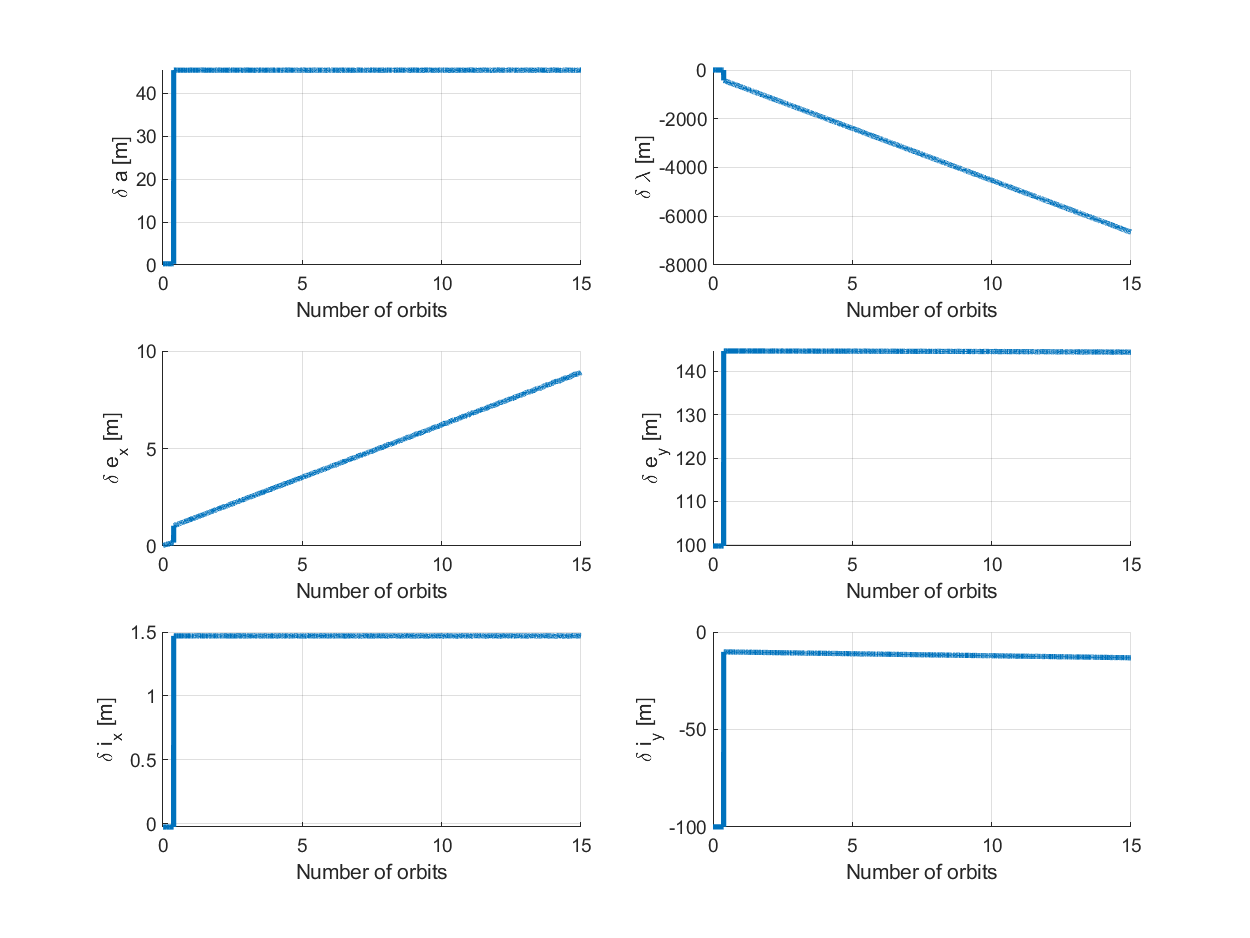 δ a [m]
40
30
20
10
0
0 5 10 15
Number of orbits
δ λ [m]
0
-2000
-4000
-6000
-8000
0 5 10 15
Number of orbits
δ e_x [m]
10
5
0
0 5 10 15
Number of orbits
δ e_y [m]
140
130
120
110
100
0 5 10 15
Number of orbits
δ i_x [m]
1.5
1
0.5
0
0 5 10 15
Number of orbits
δ i_y [m]
0
-50
-100
0 5 10 15
Number of orbits